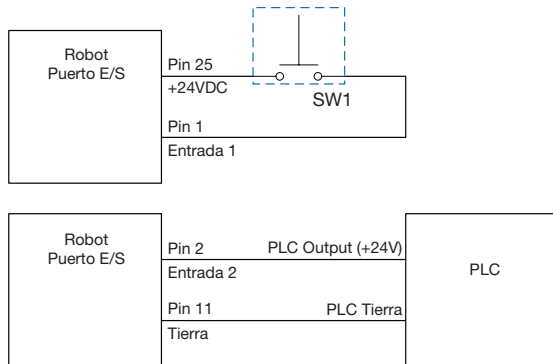 Robot
Puerto E/S
Pin 25
+24VDC
SW1
Pin 1
Entrada 1
Robot
Puerto E/S
Pin 2
PLC Output (+24V)
Entrada 2
PLC
Pin 11
PLC Tierra
Tierra